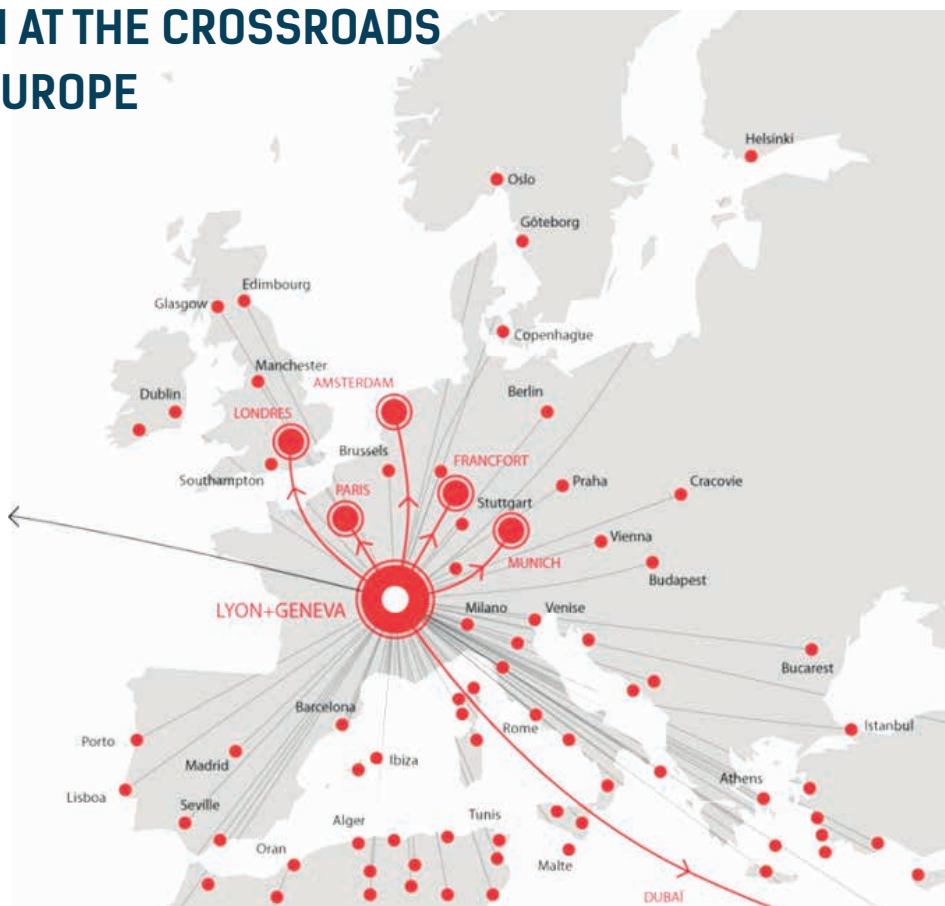 AT THE CROSSROADS
UROPE
Helsinki
Oslo
Göteborg
Edimbourg
Glasgow
Copenhague
Manchester
AMSTERDAM
Berlin
Dublin
LONDRES
Brussels
FRANCFORT
Southampton
PARIS
Stuttgart
Praha
Cracovie
Vienna
MUNICH
Budapest
LYON+GENEVA
Milano
Venise
Bucarest
Barcelona
Rome
Istanbul
Porto
Madrid
Ibiza
Athens
Lisboa
Seville
Alger
Tunis
Oran
Malte
DUBAÏ